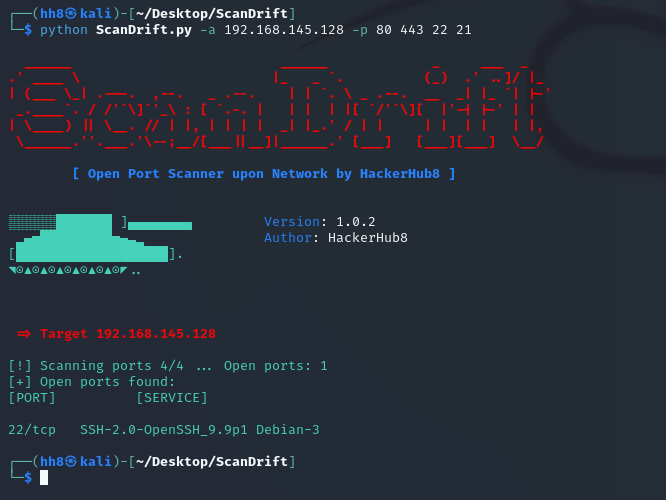 ┌──(hh8㉿kali)-[~/Desktop/ScanDrift]
└─$ python ScanDrift.py -a 192.168.145.128 -p 80 443 22 21
ScanDrift
[ Open Port Scanner upon Network by HackerHub8 ]
Version: 1.0.2
Author: HackerHub8
⇒ Target 192.168.145.128
[!] Scanning ports 4/4 ... Open ports: 1
[+] Open ports found:
[PORT] [SERVICE]
22/tcp SSH-2.0-OpenSSH_9.9p1 Debian-3
┌──(hh8㉿kali)-[~/Desktop/ScanDrift]
└─$